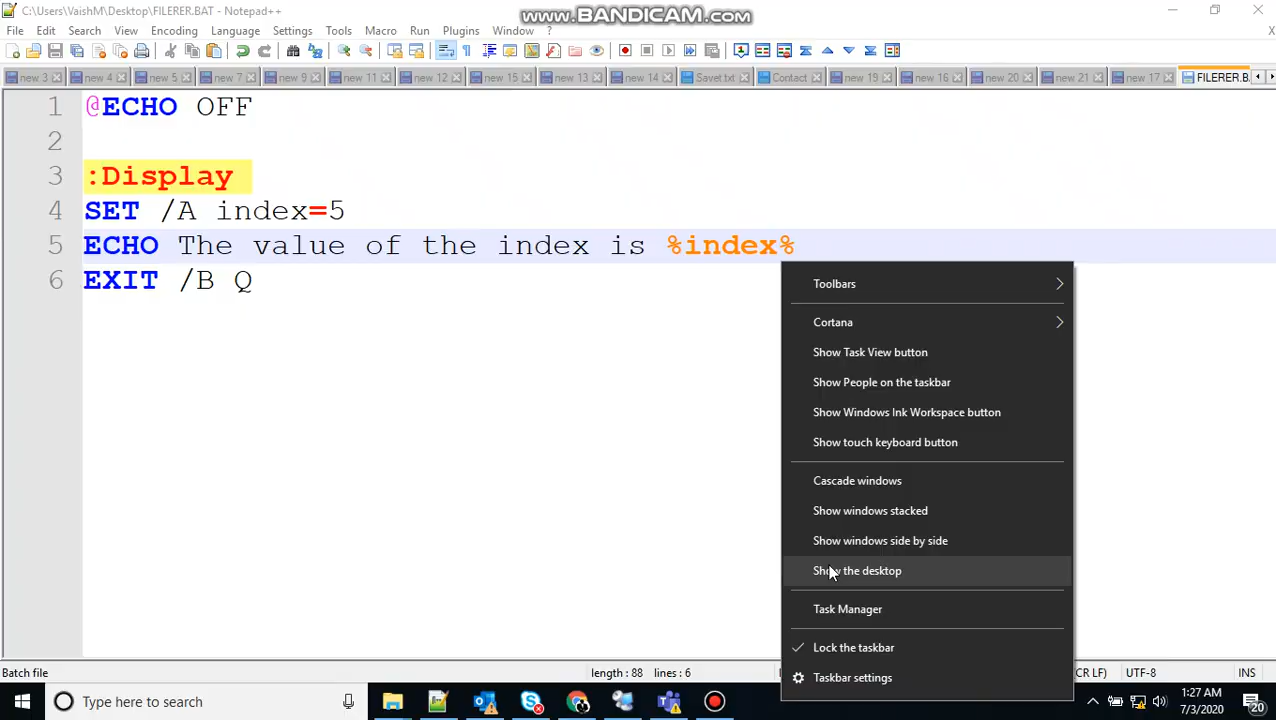 C:\Users\VaishM\Desktop\FILERER.BAT - Notepad++
www.BANDICAM.com
File Edit Search View Encoding Language Settings Tools Macro Run Plugins Window ?
X
new 3 new 4 new 5 new 7 new 9 new 11 new 12 new 15 new 13 new 14 Savet.txt Contact new 19 new 16 new 20 new 21 new 17 FILERER.B
1 @ECHO OFF
2
3 :Display
4 SET /A index=5
5 ECHO The value of the index is %index%
6 EXIT /B Q
Toolbars
Cortana
Show Task View button
Show People on the taskbar
Show Windows Ink Workspace button
Show touch keyboard button
Cascade windows
Show windows stacked
Show windows side by side
Show the desktop
Task Manager
Lock the taskbar
Taskbar settings
Batch file length : 88 lines : 6 CR LF) UTF-8 INS
Type here to search
1:27 AM
7/3/2020
20